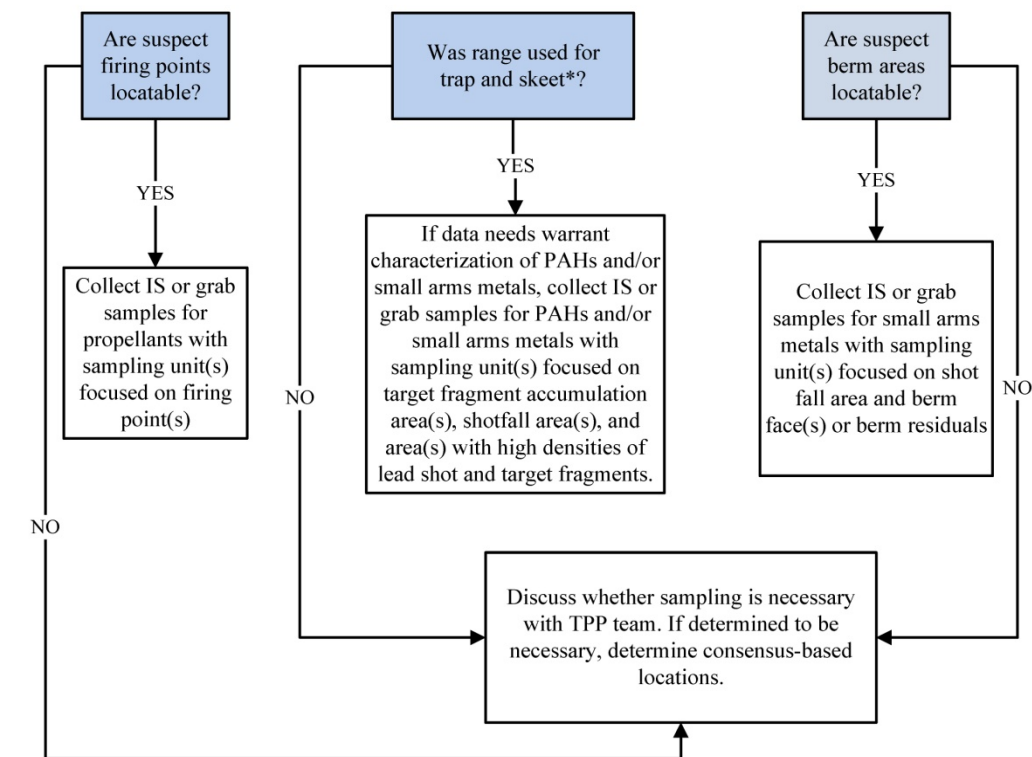 Are suspect
firing points
locatable?
Was range used for
trap and skeet*?
Are suspect
berm areas
locatable?
YES
YES
YES
Collect IS or grab
samples for
propellants with
sampling unit(s)
focused on firing
point(s)
If data needs warrant
characterization of PAHs and/or
small arms metals, collect IS or
grab samples for PAHs and/or
small arms metals with
sampling unit(s) focused on
target fragment accumulation
area(s), shotfall area(s), and
area(s) with high densities of
lead shot and target fragments.
Collect IS or grab
samples for small arms
metals with sampling
unit(s) focused on shot
fall area and berm
face(s) or berm residuals
NO
NO
NO
Discuss whether sampling is necessary
with TPP team. If determined to be
necessary, determine consensus-based
locations.